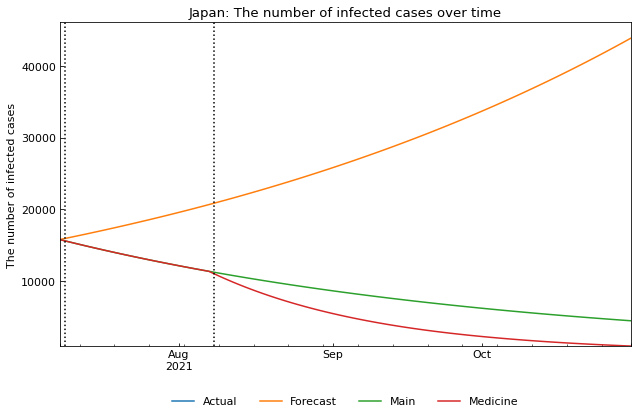 Japan: The number of infected cases over time
The number of infected cases
40000
30000
20000
10000
Aug
2021
Sep
Oct
Actual
Forecast
Main
Medicine